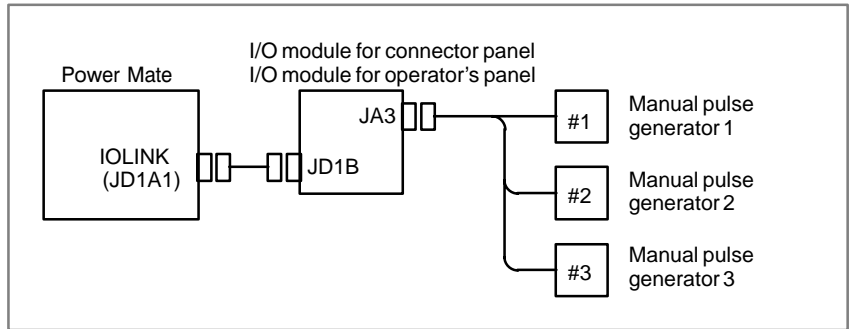 I/O module for connector panel
Power Mate
I/O module for operator's panel
JA3
IOLINK
(JD1A1)
JD1B
#1
Manual pulse
generator 1
#2
Manual pulse
generator 2
#3
Manual pulse
generator 3